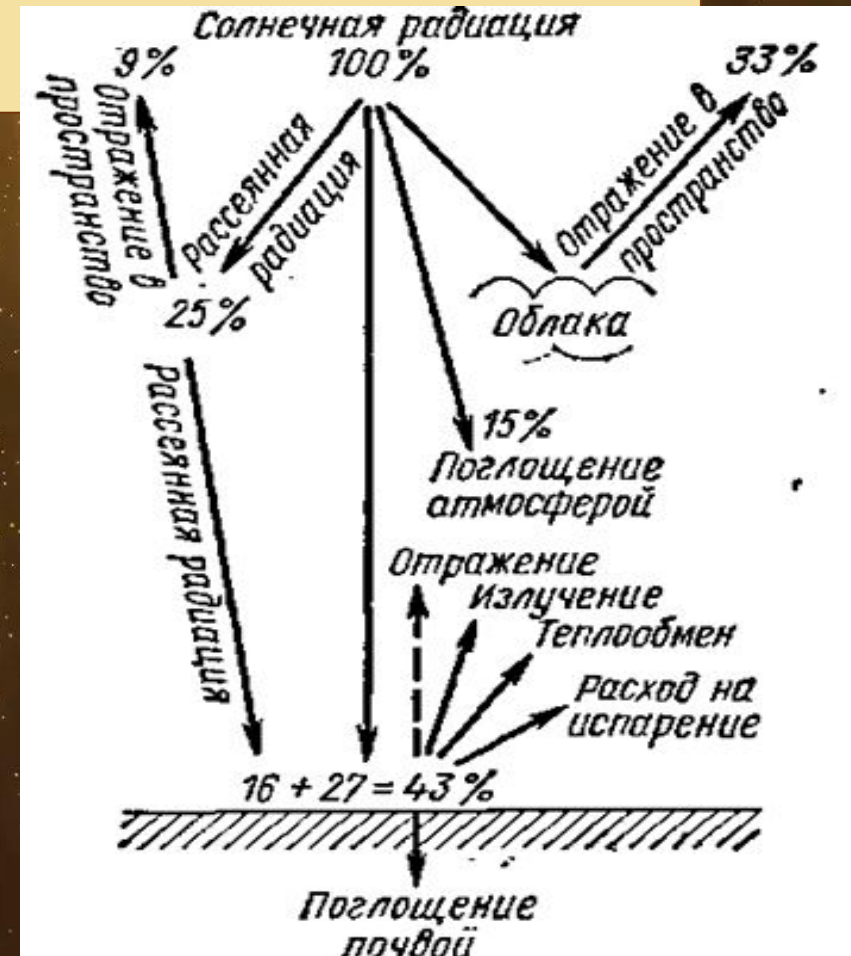 Солнечная радиация
9%
100%
33%
Отражение в
пространство
Рассеянная
радиация
Отражение в
пространства
25%
Облака
Рассеянная радиация
15%
Поглощение
атмосферой
Отражение
Излучение
Теплообмен
Расход на
испарение
16 + 27 = 43%
Поглощение
почвой